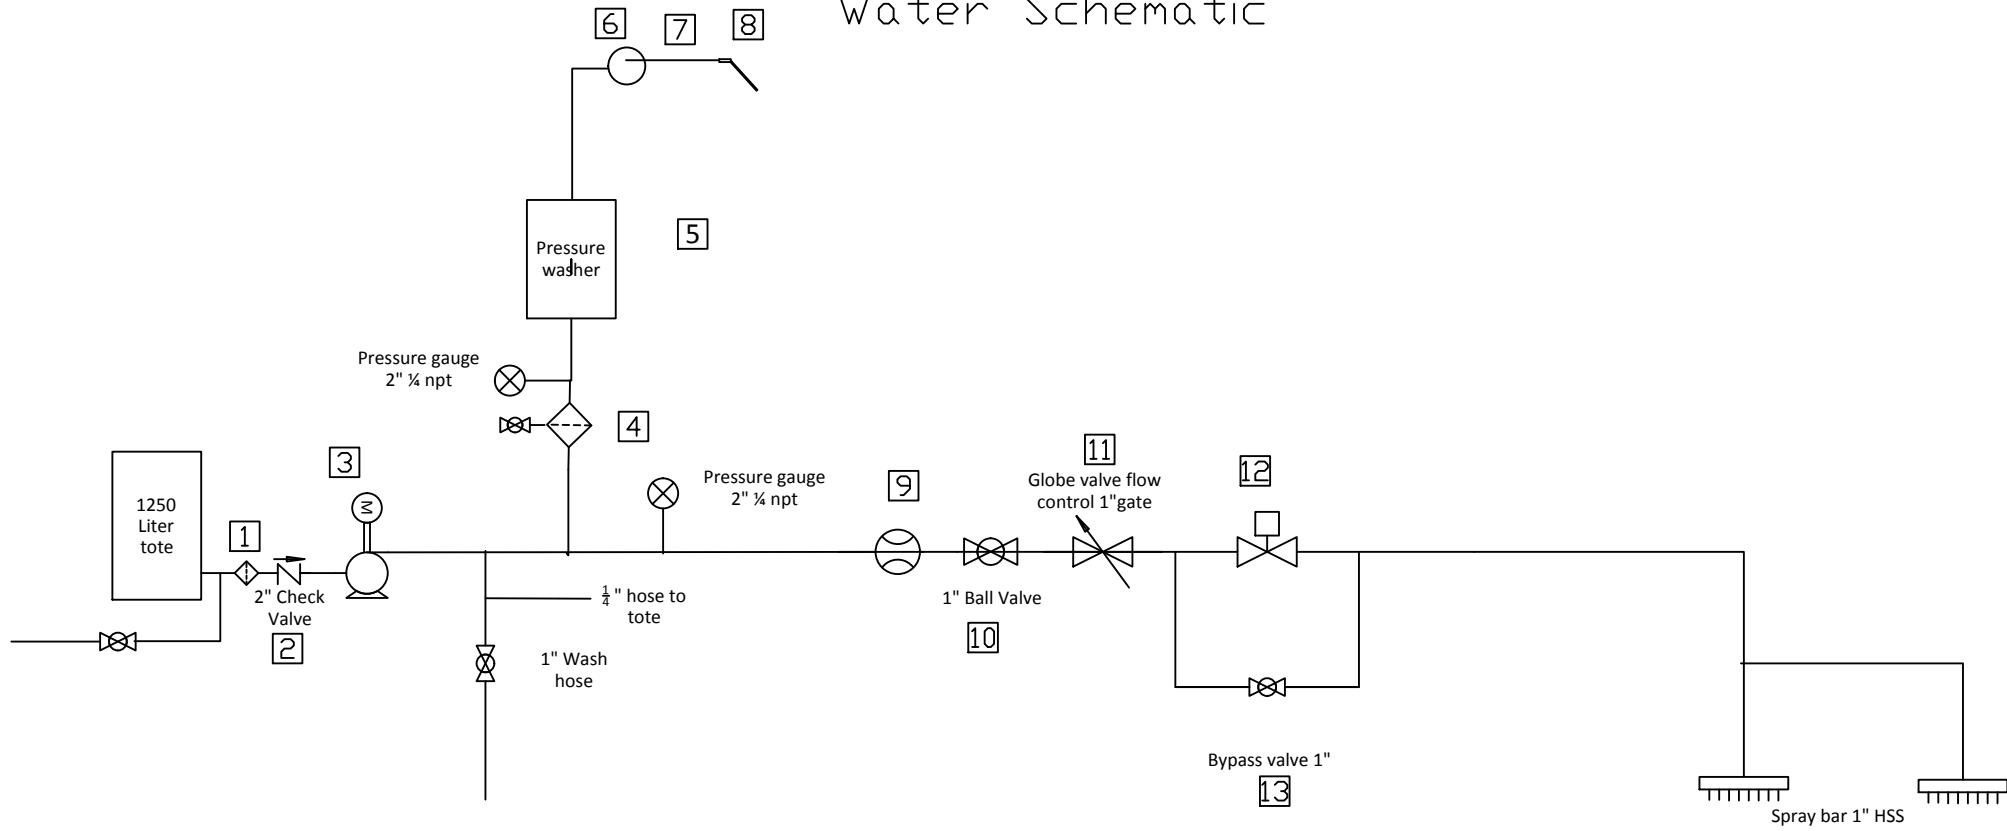 Water Schematic
6
7
8
5
Pressure
washer
Pressure gauge
2" ¼ npt
4
3
M
1250
Liter
tote
1
2" Check
Valve
2
Pressure gauge
2" ¼ npt
¼" hose to
tote
1" Wash
hose
9
1" Ball Valve
10
11
Globe valve flow
control 1"gate
12
Bypass valve 1"
13
Spray bar 1" HSS